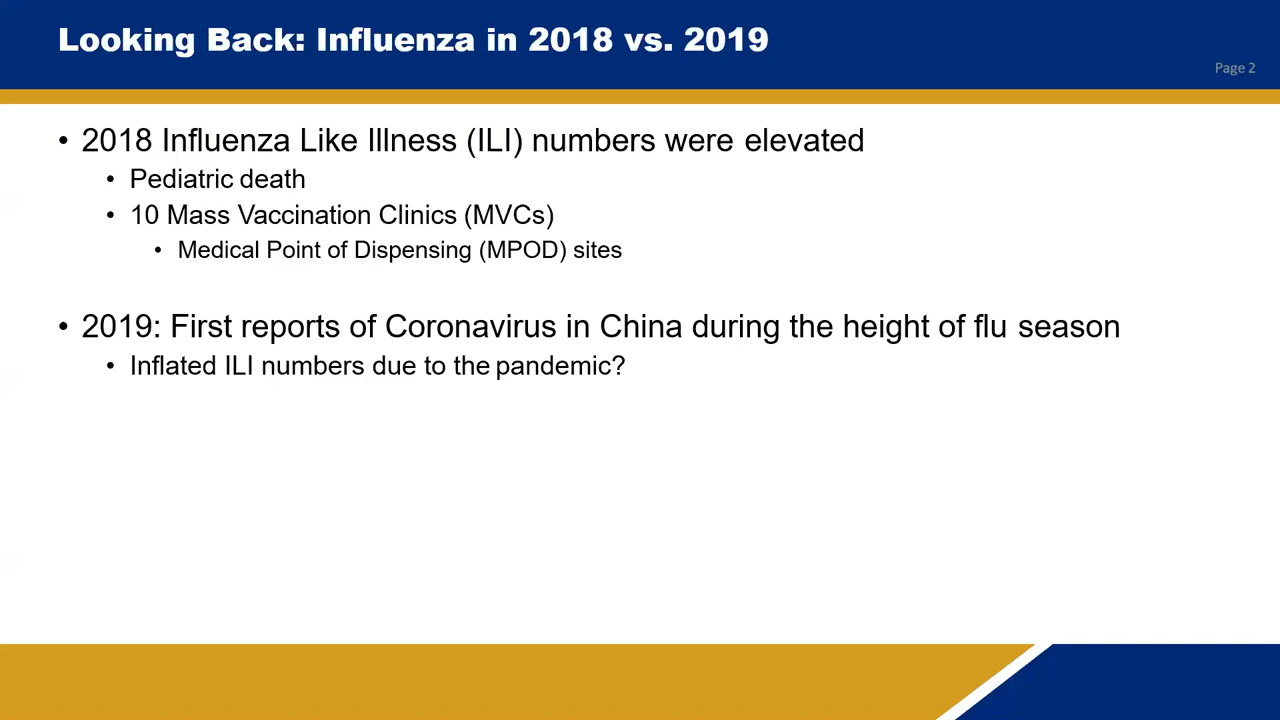 Looking Back: Influenza in 2018 vs. 2019
Page 2
• 2018 Influenza Like Illness (ILI) numbers were elevated
• Pediatric death
• 10 Mass Vaccination Clinics (MVCs)
• Medical Point of Dispensing (MPOD) sites
• 2019: First reports of Coronavirus in China during the height of flu season
• Inflated ILI numbers due to the pandemic?